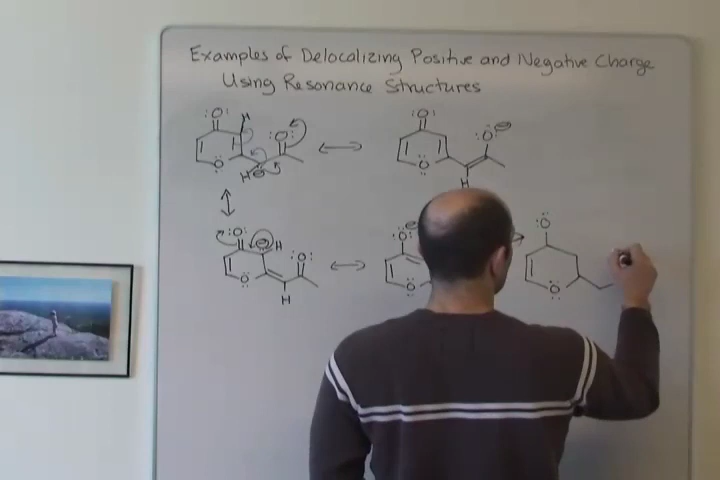 Examples of Delocalizing Positive and Negative Charge
Using Resonance Structures
:O: H :O: :O: :O:
O H O
H
:O: H :O: :O: :O:
O O
H